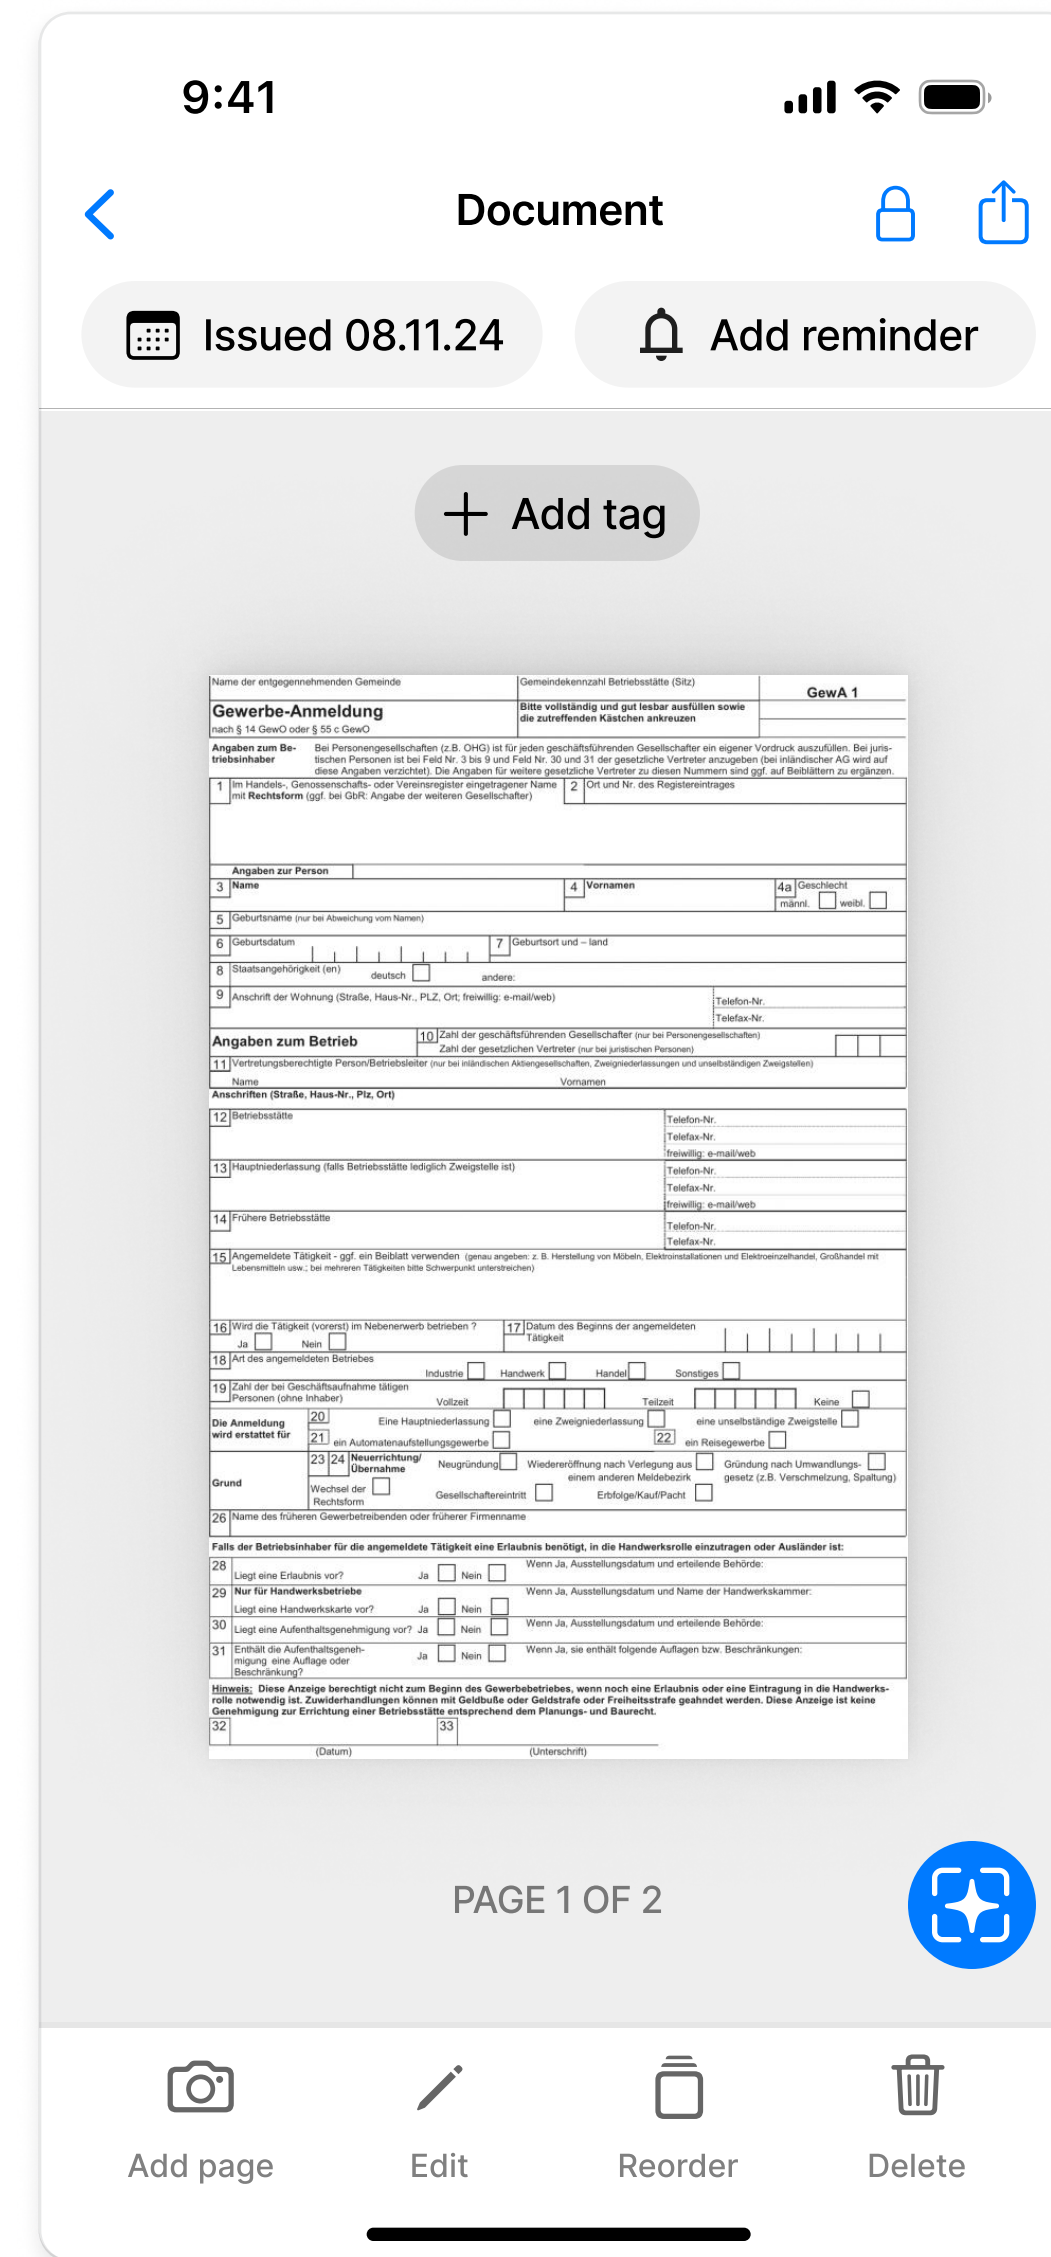 9:41
Document
Issued 08.11.24
Add reminder
Add tag
Name der entgegennehmenden Gemeinde
Gemeindekennzahl Betriebsstätte (Sitz)
GewA 1
Gewerbe-Anmeldung
nach § 14 GewO oder § 55 c GewO
Bitte vollständig und gut lesbar ausfüllen sowie
die zutreffenden Kästchen ankreuzen
Angaben zum Be-
triebsinhaber
Bei Personengesellschaften (z.B. OHG) ist für jeden geschäftsführenden Gesellschafter ein eigener Vordruck auszufüllen. Bei juris-
tischen Personen ist bei Feld Nr. 3 bis 9 und Feld Nr. 30 und 31 der gesetzliche Vertreter anzugeben (bei inländischer AG wird auf
diese Angaben verzichtet). Die Angaben für weitere gesetzliche Vertreter zu diesen Nummern sind ggf. auf Beiblättern zu ergänzen.
1 Im Handels-, Genossenschafts- oder Vereinsregister eingetragener Name
mit Rechtsform (ggf. bei GbR: Angabe der weiteren Gesellschafter)
2 Ort und Nr. des Registereintrages
Angaben zur Person
3 Name
4 Vornamen
4a Geschlecht
männl. weibl.
5 Geburtsname (nur bei Abweichung vom Namen)
6 Geburtsdatum
7 Geburtsort und – land
8 Staatsangehörigkeit (en)
deutsch andere:
9 Anschrift der Wohnung (Straße, Haus-Nr., PLZ, Ort; freiwillig: e-mail/web)
Telefon-Nr.
Telefax-Nr.
Angaben zum Betrieb
10 Zahl der geschäftsführenden Gesellschafter (nur bei Personengesellschaften)
Zahl der gesetzlichen Vertreter (nur bei juristischen Personen)
11 Vertretungsberechtigte Person/Betriebsleiter (nur bei inländischen Aktiengesellschaften, Zweigniederlassungen und unselbständigen Zweigstellen)
Name Vornamen
Anschriften (Straße, Haus-Nr., Plz, Ort)
12 Betriebsstätte
Telefon-Nr.
Telefax-Nr.
freiwillig: e-mail/web
13 Hauptniederlassung (falls Betriebsstätte lediglich Zweigstelle ist)
Telefon-Nr.
Telefax-Nr.
freiwillig: e-mail/web
14 Frühere Betriebsstätte
Telefon-Nr.
Telefax-Nr.
15 Angemeldete Tätigkeit - ggf. ein Beiblatt verwenden (genau angeben: z. B. Herstellung von Möbeln, Elektroinstallationen und Elektroeinzelhandel, Großhandel mit
Lebensmitteln usw.; bei mehreren Tätigkeiten bitte Schwerpunkt unterstreichen)
16 Wird die Tätigkeit (vorerst) im Nebenerwerb betrieben ?
Ja Nein
17 Datum des Beginns der angemeldeten
Tätigkeit
18 Art des angemeldeten Betriebes
Industrie Handwerk Handel Sonstiges
19 Zahl der bei Geschäftsaufnahme tätigen
Personen (ohne Inhaber)
Vollzeit Teilzeit Keine
Die Anmeldung
wird erstattet für
20 Eine Hauptniederlassung eine Zweigniederlassung eine unselbständige Zweigstelle
21 ein Automatenaufstellungsgewerbe 22 ein Reisegewerbe
Grund
23 24 Neuerrichtung/
Übernahme
Neugründung Wiedereröffnung nach Verlegung aus
einem anderen Meldebezirk
Gründung nach Umwandlungs-
gesetz (z.B. Verschmelzung, Spaltung)
Wechsel der
Rechtsform
Gesellschaftereintritt Erbfolge/Kauf/Pacht
26 Name des früheren Gewerbetreibenden oder früherer Firmenname
Falls der Betriebsinhaber für die angemeldete Tätigkeit eine Erlaubnis benötigt, in die Handwerksrolle einzutragen oder Ausländer ist:
28 Liegt eine Erlaubnis vor? Ja Nein
Wenn Ja, Ausstellungsdatum und erteilende Behörde:
29 Nur für Handwerksbetriebe
Liegt eine Handwerkskarte vor? Ja Nein
Wenn Ja, Ausstellungsdatum und Name der Handwerkskammer:
30 Liegt eine Aufenthaltsgenehmigung vor? Ja Nein
Wenn Ja, Ausstellungsdatum und erteilende Behörde:
31 Enthält die Aufenthaltsgeneh-
migung eine Auflage oder
Beschränkung?
Ja Nein
Wenn Ja, sie enthält folgende Auflagen bzw. Beschränkungen:
Hinweis: Diese Anzeige berechtigt nicht zum Beginn des Gewerbebetriebes, wenn noch eine Erlaubnis oder eine Eintragung in die Handwerks-
rolle notwendig ist. Zuwiderhandlungen können mit Geldbuße oder Geldstrafe oder Freiheitsstrafe geahndet werden. Diese Anzeige ist keine
Genehmigung zur Errichtung einer Betriebsstätte entsprechend dem Planungs- und Baurecht.
32 33
(Datum) (Unterschrift)
PAGE 1 OF 2
Add page
Edit
Reorder
Delete